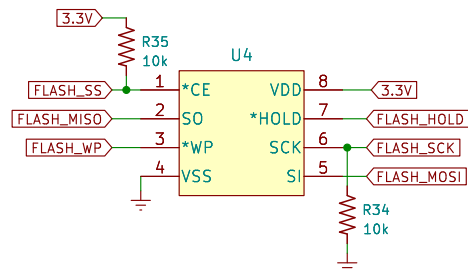 3.3V
R35
10k
U4
FLASH_SS 1 *CE VDD 8 3.3V
FLASH_MISO 2 SO *HOLD 7 FLASH_HOLD
FLASH_WP 3 *WP SCK 6 FLASH_SCK
4 VSS SI 5 FLASH_MOSI
R34
10k